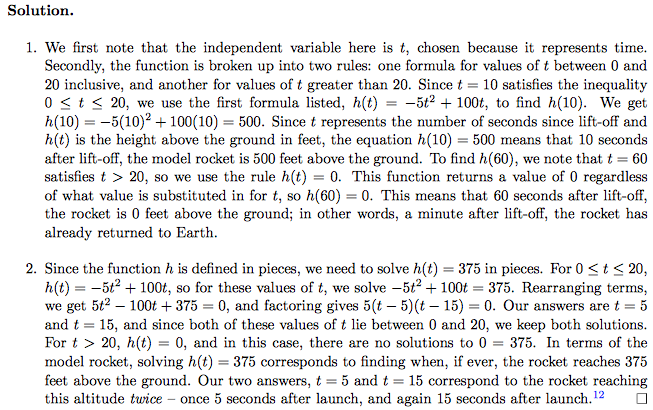 Solution.
1. We first note that the independent variable here is t, chosen because it represents time.
Secondly, the function is broken up into two rules: one formula for values of t between 0 and
20 inclusive, and another for values of t greater than 20. Since t = 10 satisfies the inequality
0 ≤ t ≤ 20, we use the first formula listed, h(t) = −5t² + 100t, to find h(10). We get
h(10) = −5(10)² + 100(10) = 500. Since t represents the number of seconds since lift-off and
h(t) is the height above the ground in feet, the equation h(10) = 500 means that 10 seconds
after lift-off, the model rocket is 500 feet above the ground. To find h(60), we note that t = 60
satisfies t > 20, so we use the rule h(t) = 0. This function returns a value of 0 regardless
of what value is substituted in for t, so h(60) = 0. This means that 60 seconds after lift-off,
the rocket is 0 feet above the ground; in other words, a minute after lift-off, the rocket has
already returned to Earth.
2. Since the function h is defined in pieces, we need to solve h(t) = 375 in pieces. For 0 ≤ t ≤ 20,
h(t) = −5t² + 100t, so for these values of t, we solve −5t² + 100t = 375. Rearranging terms,
we get 5t² − 100t + 375 = 0, and factoring gives 5(t − 5)(t − 15) = 0. Our answers are t = 5
and t = 15, and since both of these values of t lie between 0 and 20, we keep both solutions.
For t > 20, h(t) = 0, and in this case, there are no solutions to 0 = 375. In terms of the
model rocket, solving h(t) = 375 corresponds to finding when, if ever, the rocket reaches 375
feet above the ground. Our two answers, t = 5 and t = 15 correspond to the rocket reaching
this altitude twice – once 5 seconds after launch, and again 15 seconds after launch.¹² □